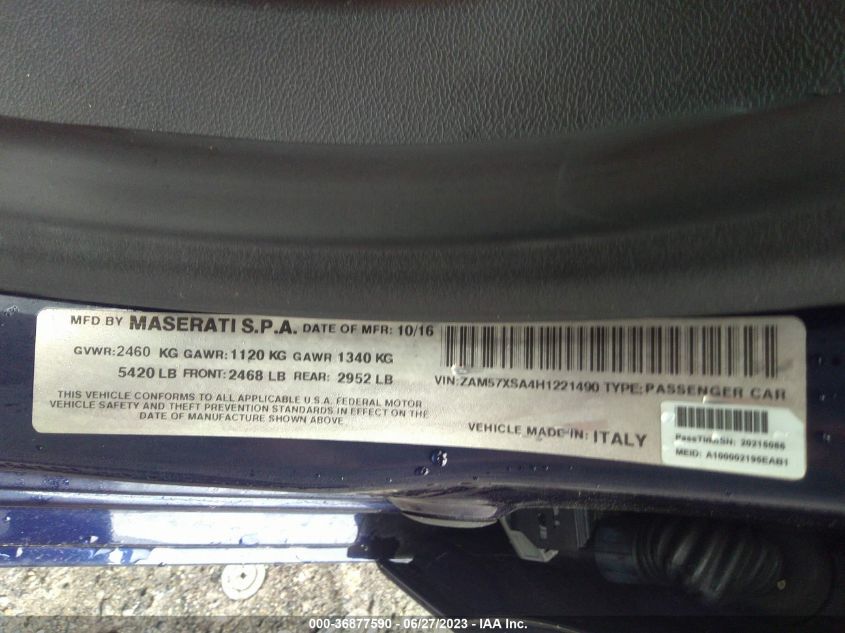 MFD BY MASERATI S.P.A. DATE OF MFR: 10/16
GVWR:2460 KG GAWR:1120 KG GAWR 1340 KG
5420 LB FRONT:2468 LB REAR: 2952 LB
THIS VEHICLE CONFORMS TO ALL APPLICABLE U.S.A. FEDERAL MOTOR
VEHICLE SAFETY AND THEFT PREVENTION STANDARDS IN EFFECT ON THE
DATE OF MANUFACTURE SHOWN ABOVE.
VIN:ZAM57XSA4H1221490 TYPE:PASSENGER CAR
VEHICLE MADE IN: ITALY
PassTimeSN: 20215086
MEID: A100002195EAB1
000-36877590 - 06/27/2023 - IAA Inc.